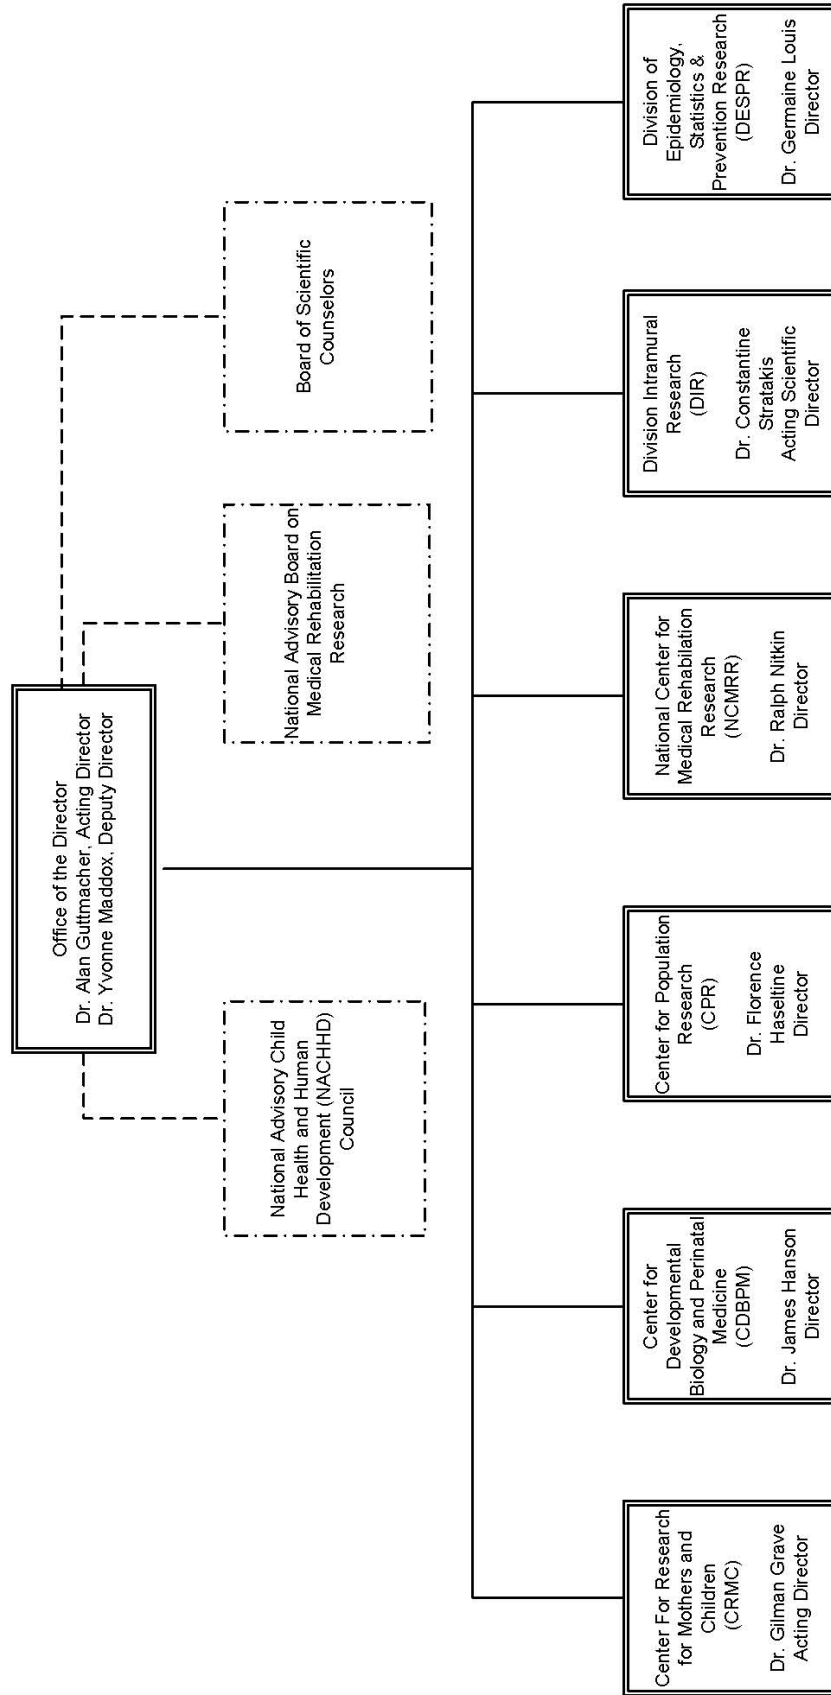 Office of the Director
Dr. Alan Guttmacher, Acting Director
Dr. Yvonne Maddox, Deputy Director
National Advisory Child
Health and Human
Development (NACHHD)
Council
National Advisory Board on
Medical Rehabilitation
Research
Board of Scientific
Counselors
Center For Research
for Mothers and
Children
(CRMC)
Dr. Gilman Grave
Acting Director
Center for
Developmental
Biology and Perinatal
Medicine
(CDBPM)
Dr. James Hanson
Director
Center for Population
Research
(CPR)
Dr. Florence
Haseltine
Director
National Center for
Medical Rehabilation
Research
(NCMRR)
Dr. Ralph Nitkin
Director
Division Intramural
Research
(DIR)
Dr. Constantine
Stratakis
Acting Scientific
Director
Division of
Epidemiology,
Statistics &
Prevention Research
(DESPR)
Dr. Germaine Louis
Director